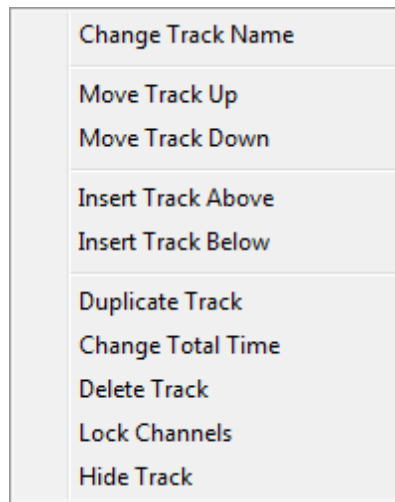 Change Track Name
Move Track Up
Move Track Down
Insert Track Above
Insert Track Below
Duplicate Track
Change Total Time
Delete Track
Lock Channels
Hide Track